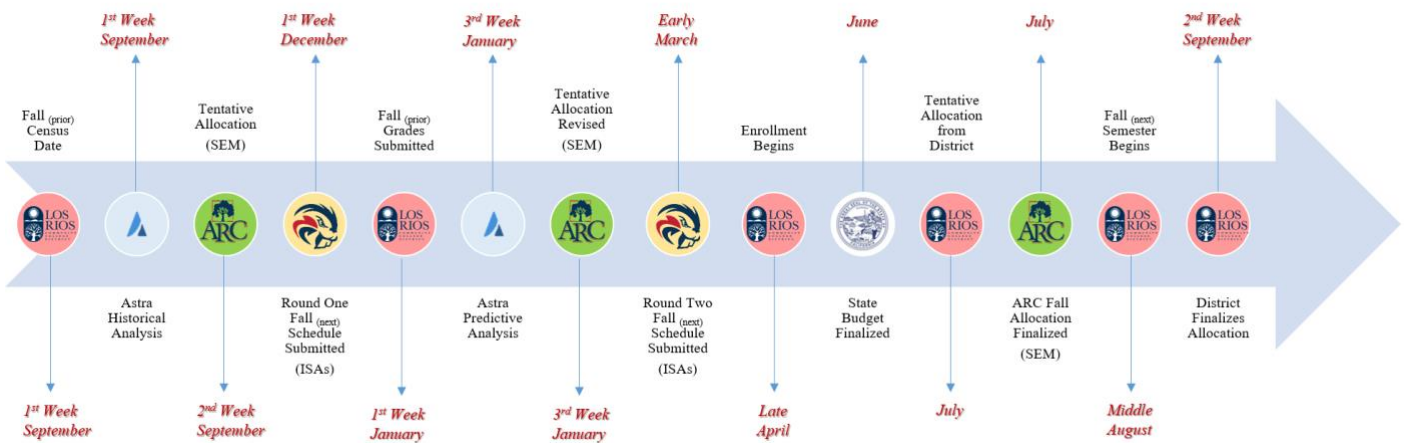 1st Week
September
1st Week
December
3rd Week
January
Early
March
June
July
2nd Week
September
Fall (prior)
Census
Date
Tentative
Allocation
(SEM)
Fall (prior)
Grades
Submitted
Tentative
Allocation
Revised
(SEM)
Enrollment
Begins
Tentative
Allocation
from
District
Fall (next)
Semester
Begins
LOS
RIOS
ARC
LOS
RIOS
ARC
LOS
RIOS
LOS
RIOS
ARC
LOS
RIOS
LOS
RIOS
Astra
Historical
Analysis
Round One
Fall (next)
Schedule
Submitted
(ISAs)
Astra
Predictive
Analysis
Round Two
Fall (next)
Schedule
Submitted
(ISAs)
State
Budget
Finalized
ARC Fall
Allocation
Finalized
(SEM)
District
Finalizes
Allocation
1st Week
September
2nd Week
September
1st Week
January
3rd Week
January
Late
April
July
Middle
August